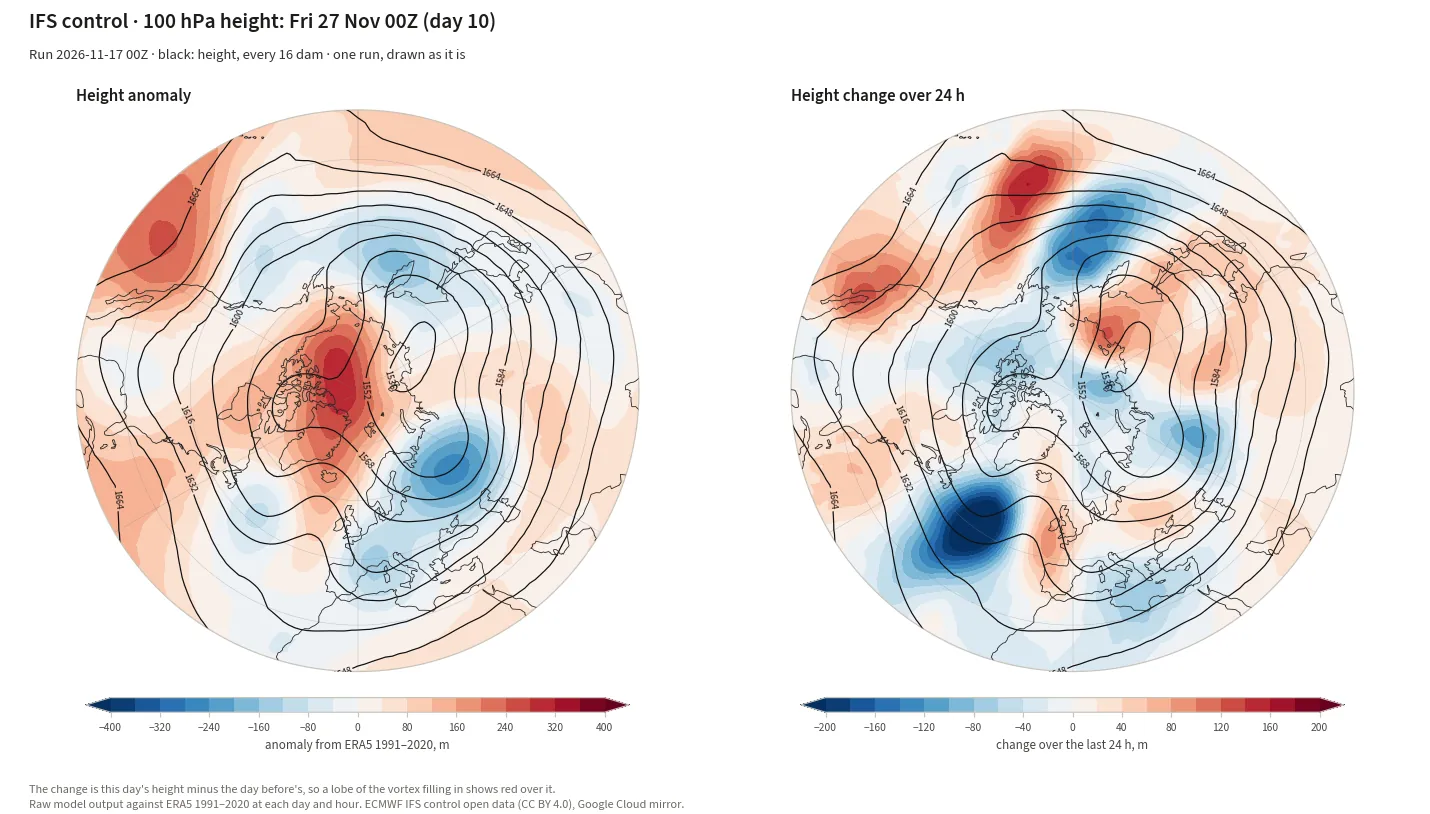 IFS control · 100 hPa height: Fri 27 Nov 00Z (day 10)
Run 2026-11-17 00Z · black: height, every 16 dam · one run, drawn as it is
Height anomaly
Height change over 24 h
1664
1664
1648
1600
1584
1552
1568
1616
1632
1664
1664
1664
1648
1600
1584
1552
1568
1616
1632
1664
−400 −320 −240 −160 −80 0 80 160 240 320 400
anomaly from ERA5 1991–2020, m
−200 −160 −120 −80 −40 0 40 80 120 160 200
change over the last 24 h, m
The change is this day's height minus the day before's, so a lobe of the vortex filling in shows red over it.
Raw model output against ERA5 1991–2020 at each day and hour. ECMWF IFS control open data (CC BY 4.0), Google Cloud mirror.